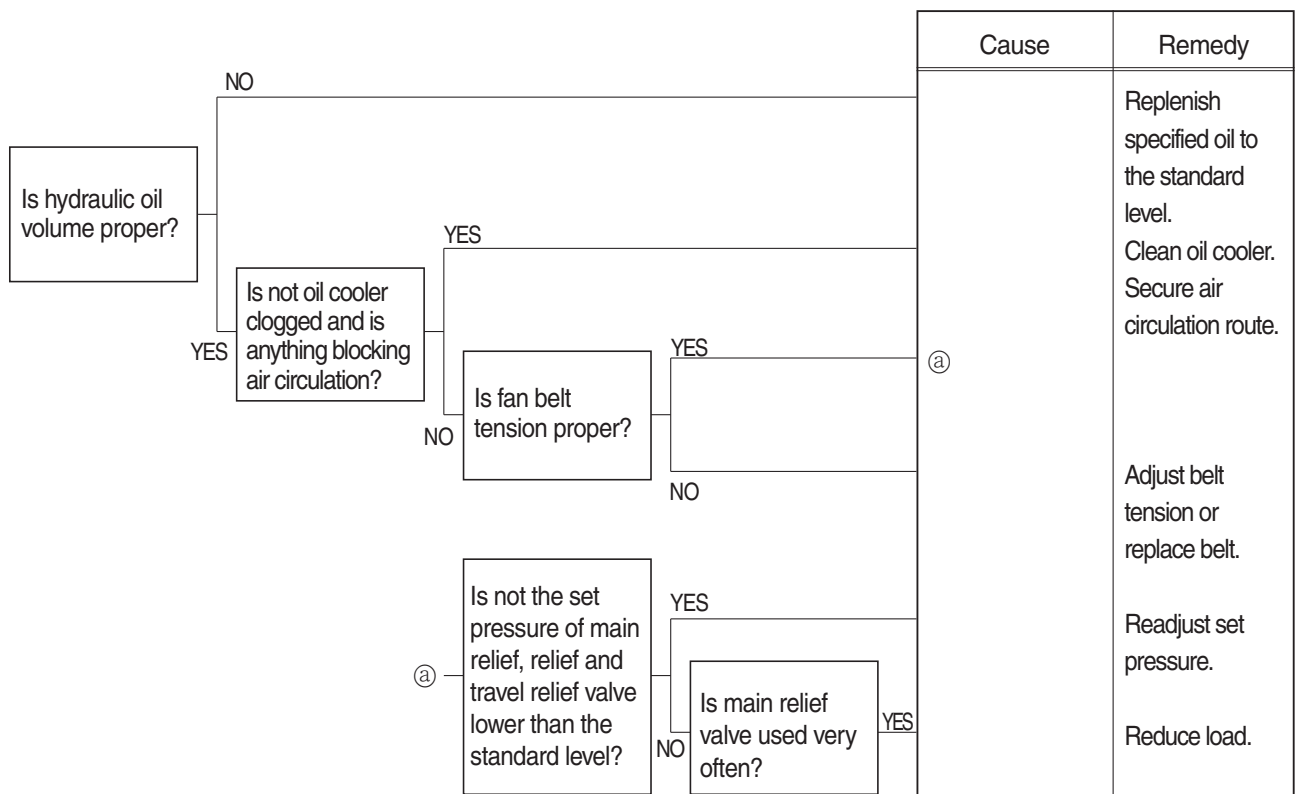 Cause
Remedy
NO
Is hydraulic oil
volume proper?
YES
Is not oil cooler
clogged and is
anything blocking
air circulation?
YES
NO
Is fan belt
tension proper?
YES
NO
ⓐ
Replenish
specified oil to
the standard
level.
Clean oil cooler.
Secure air
circulation route.
Adjust belt
tension or
replace belt.
ⓐ
Is not the set
pressure of main
relief, relief and
travel relief valve
lower than the
standard level?
YES
NO
Is main relief
valve used very
often?
YES
Readjust set
pressure.
Reduce load.